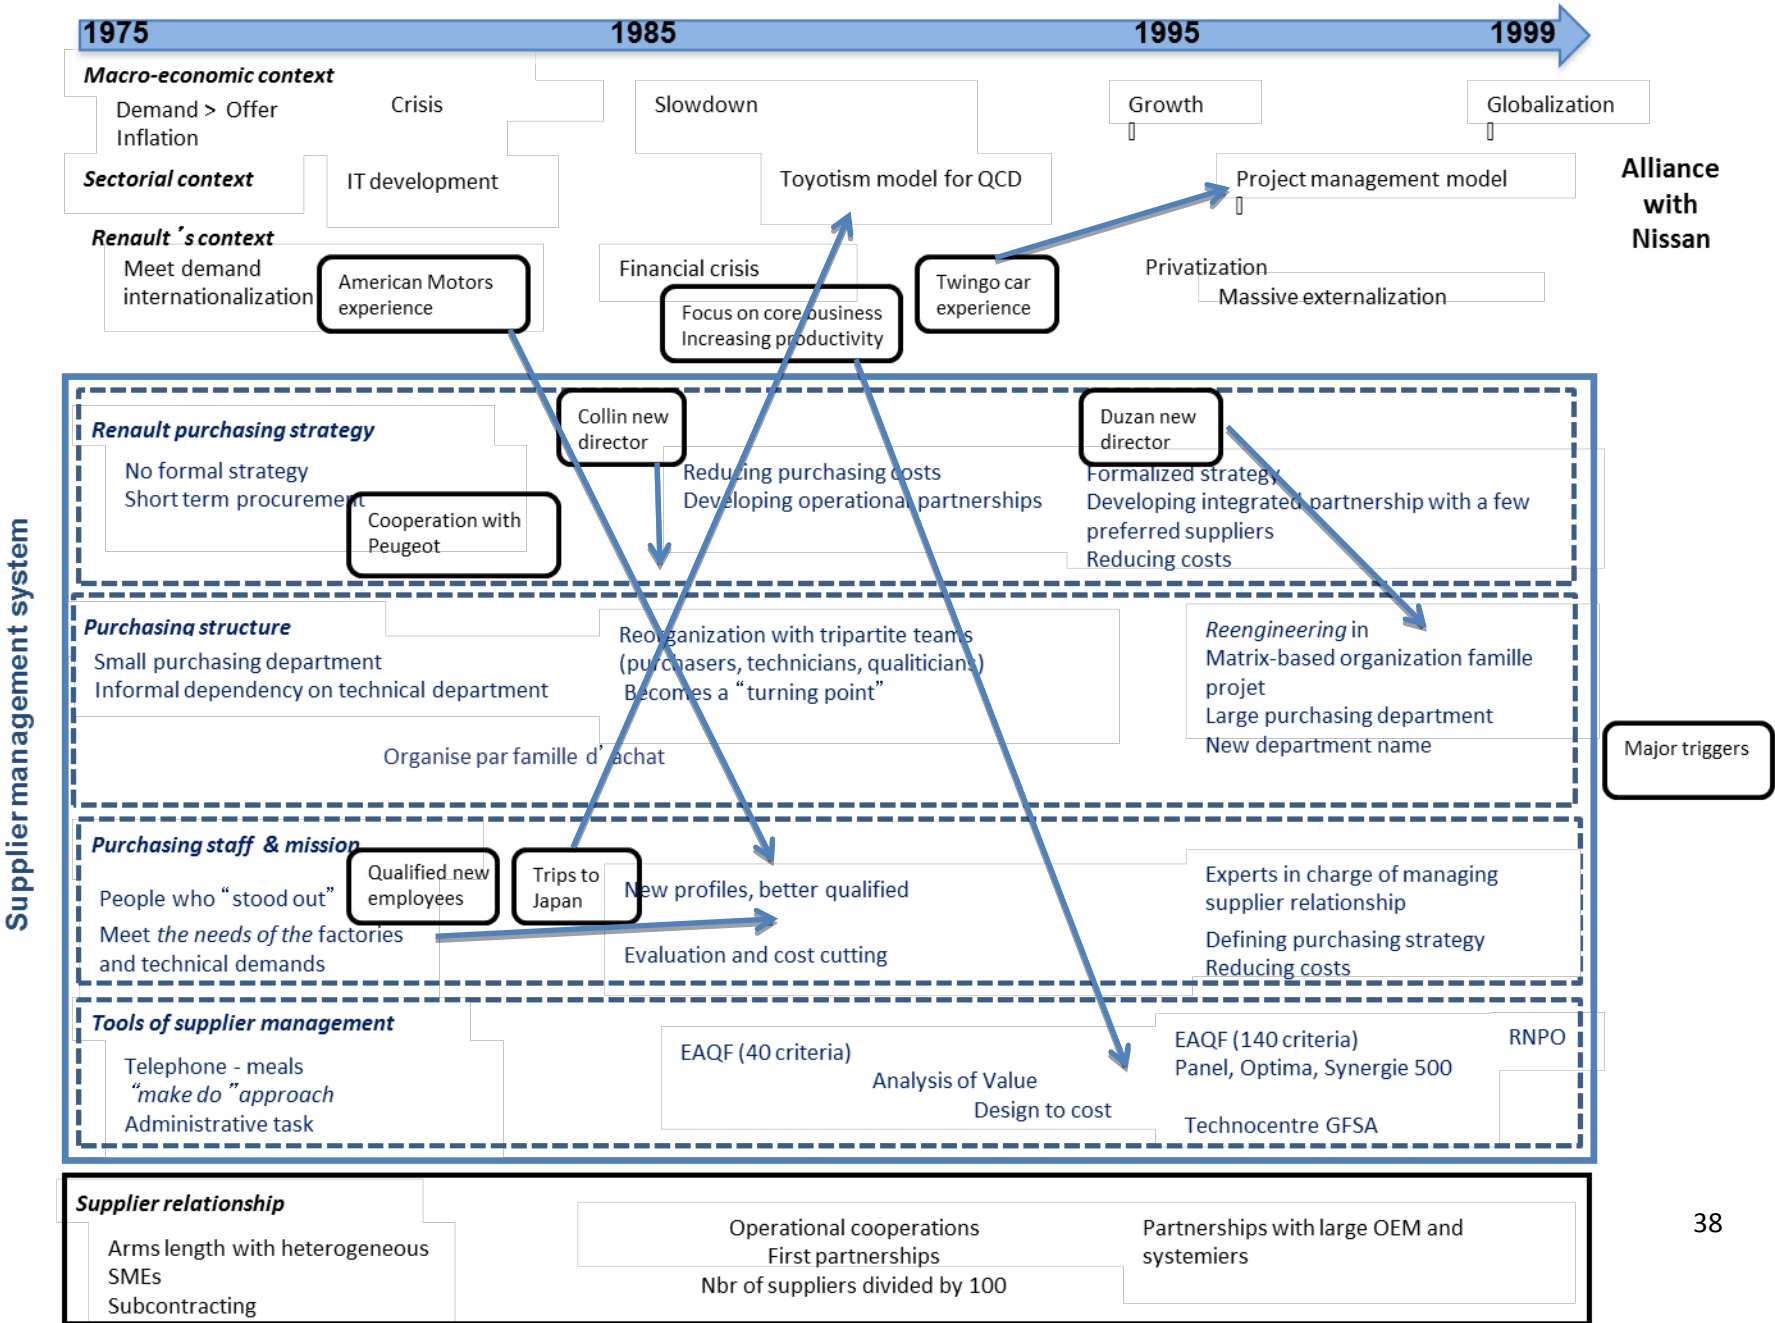 1975 1985 1995 1999
Macro-economic context
Demand > Offer
Inflation
Crisis
Slowdown
Growth
Globalization
Sectorial context
IT development
Toyotism model for QCD
Project management model
Alliance
with
Nissan
Renault ’s context
Meet demand
internationalization
American Motors
experience
Financial crisis
Focus on core business
Increasing productivity
Twingo car
experience
Privatization
Massive externalization
Supplier management system
Renault purchasing strategy
No formal strategy
Short term procurement
Cooperation with
Peugeot
Collin new
director
Reducing purchasing costs
Developing operational partnerships
Duzan new
director
Formalized strategy
Developing integrated partnership with a few
preferred suppliers
Reducing costs
Purchasing structure
Small purchasing department
Informal dependency on technical department
Organise par famille d’ achat
Reorganization with tripartite teams
(purchasers, technicians, qualiticians)
Becomes a “turning point”
Reengineering in
Matrix-based organization famille
projet
Large purchasing department
New department name
Major triggers
Purchasing staff & mission
People who “stood out”
Meet the needs of the factories
and technical demands
Qualified new
employees
Trips to
Japan
New profiles, better qualified
Evaluation and cost cutting
Experts in charge of managing
supplier relationship
Defining purchasing strategy
Reducing costs
Tools of supplier management
Telephone - meals
“make do ” approach
Administrative task
EAQF (40 criteria)
Analysis of Value
Design to cost
EAQF (140 criteria)
Panel, Optima, Synergie 500
Technocentre GFSA
RNPO
Supplier relationship
Arms length with heterogeneous
SMEs
Subcontracting
Operational cooperations
First partnerships
Nbr of suppliers divided by 100
Partnerships with large OEM and
systemiers
38